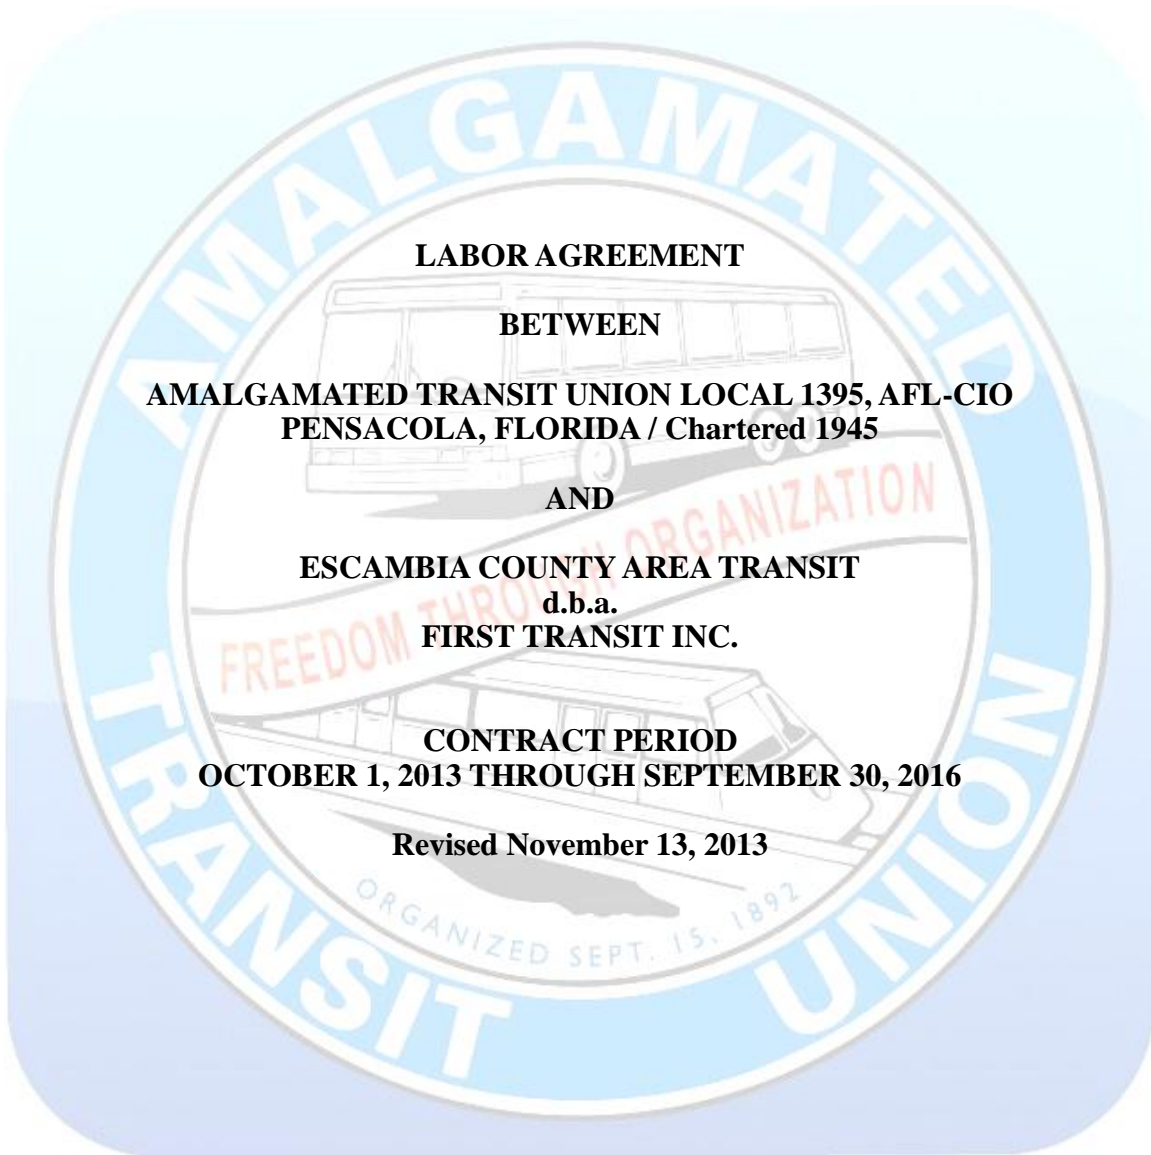 AMALGAMATED
LABOR AGREEMENT
BETWEEN
AMALGAMATED TRANSIT UNION LOCAL 1395, AFL-CIO
PENSACOLA, FLORIDA / Chartered 1945
AND
FREEDOM THROUGH ORGANIZATION
ESCAMBIA COUNTY AREA TRANSIT
d.b.a.
FIRST TRANSIT INC.
CONTRACT PERIOD
OCTOBER 1, 2013 THROUGH SEPTEMBER 30, 2016
Revised November 13, 2013
ORGANIZED SEPT. 15, 1892
TRANSIT UNION